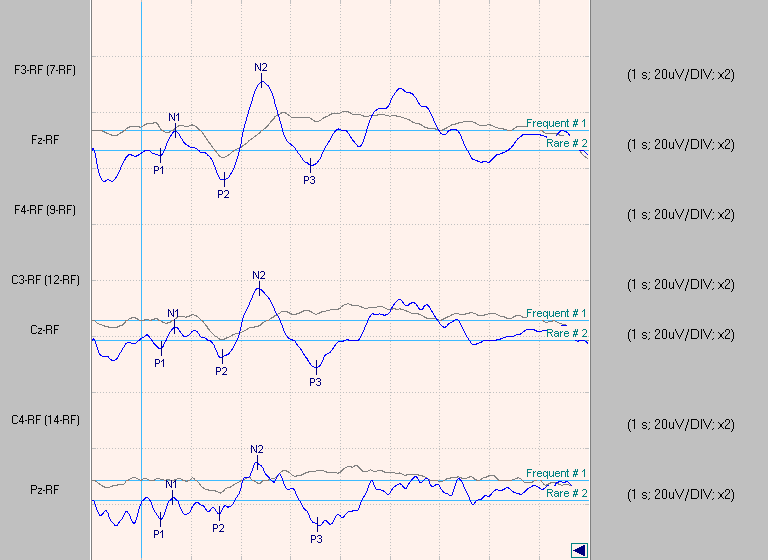 F3-RF (7-RF)
N2
(1 s; 20uV/DIV; x2)
N1
Frequent # 1
Fz-RF
Rare # 2
(1 s; 20uV/DIV; x2)
P1
P2
P3
F4-RF (9-RF)
(1 s; 20uV/DIV; x2)
C3-RF (12-RF)
N2
(1 s; 20uV/DIV; x2)
N1
Frequent # 1
Cz-RF
Rare # 2
(1 s; 20uV/DIV; x2)
P1
P2
P3
C4-RF (14-RF)
(1 s; 20uV/DIV; x2)
N2
Frequent # 1
N1
Pz-RF
Rare # 2
(1 s; 20uV/DIV; x2)
P1
P2
P3